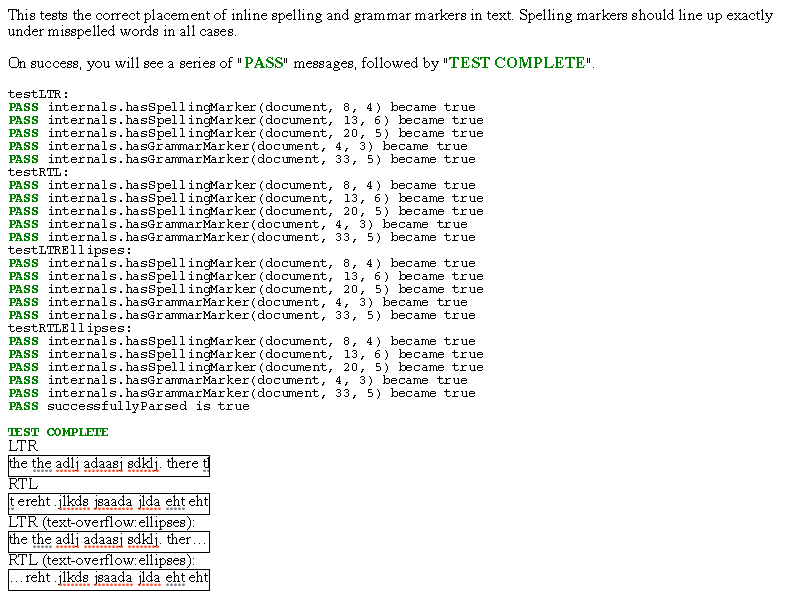 This tests the correct placement of inline spelling and grammar markers in text. Spelling markers should line up exactly
under misspelled words in all cases.
On success, you will see a series of "PASS" messages, followed by "TEST COMPLETE".
testLTR:
PASS internals.hasSpellingMarker(document, 8, 4) became true
PASS internals.hasSpellingMarker(document, 13, 6) became true
PASS internals.hasSpellingMarker(document, 20, 5) became true
PASS internals.hasGrammarMarker(document, 4, 3) became true
PASS internals.hasGrammarMarker(document, 33, 5) became true
testRTL:
PASS internals.hasSpellingMarker(document, 8, 4) became true
PASS internals.hasSpellingMarker(document, 13, 6) became true
PASS internals.hasSpellingMarker(document, 20, 5) became true
PASS internals.hasGrammarMarker(document, 4, 3) became true
PASS internals.hasGrammarMarker(document, 33, 5) became true
testLTREllipses:
PASS internals.hasSpellingMarker(document, 8, 4) became true
PASS internals.hasSpellingMarker(document, 13, 6) became true
PASS internals.hasSpellingMarker(document, 20, 5) became true
PASS internals.hasGrammarMarker(document, 4, 3) became true
PASS internals.hasGrammarMarker(document, 33, 5) became true
testRTLEllipses:
PASS internals.hasSpellingMarker(document, 8, 4) became true
PASS internals.hasSpellingMarker(document, 13, 6) became true
PASS internals.hasSpellingMarker(document, 20, 5) became true
PASS internals.hasGrammarMarker(document, 4, 3) became true
PASS internals.hasGrammarMarker(document, 33, 5) became true
PASS successfullyParsed is true
TEST COMPLETE
LTR
the the adlj adaasj sdklj. there t
RTL
t ereht .jlkds jsaada jlda eht eht
LTR (text-overflow:ellipses):
the the adlj adaasj sdklj. ther…
RTL (text-overflow:ellipses):
…reht .jlkds jsaada jlda eht eht